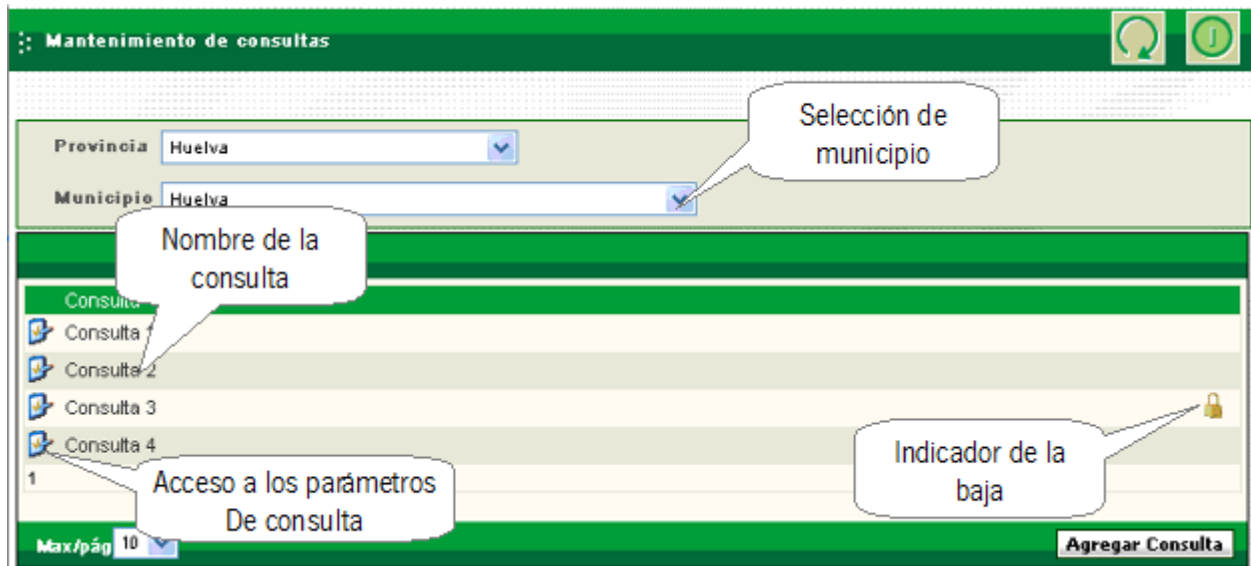 Mantenimiento de consultas
Selección de
municipio
Provincia Huelva
Municipio Huelva
Nombre de la
consulta
Consulta
Consulta 1
Consulta 2
Consulta 3
Consulta 4
Indicador de la
baja
1
Acceso a los parámetros
De consulta
Max/pág 10
Agregar Consulta